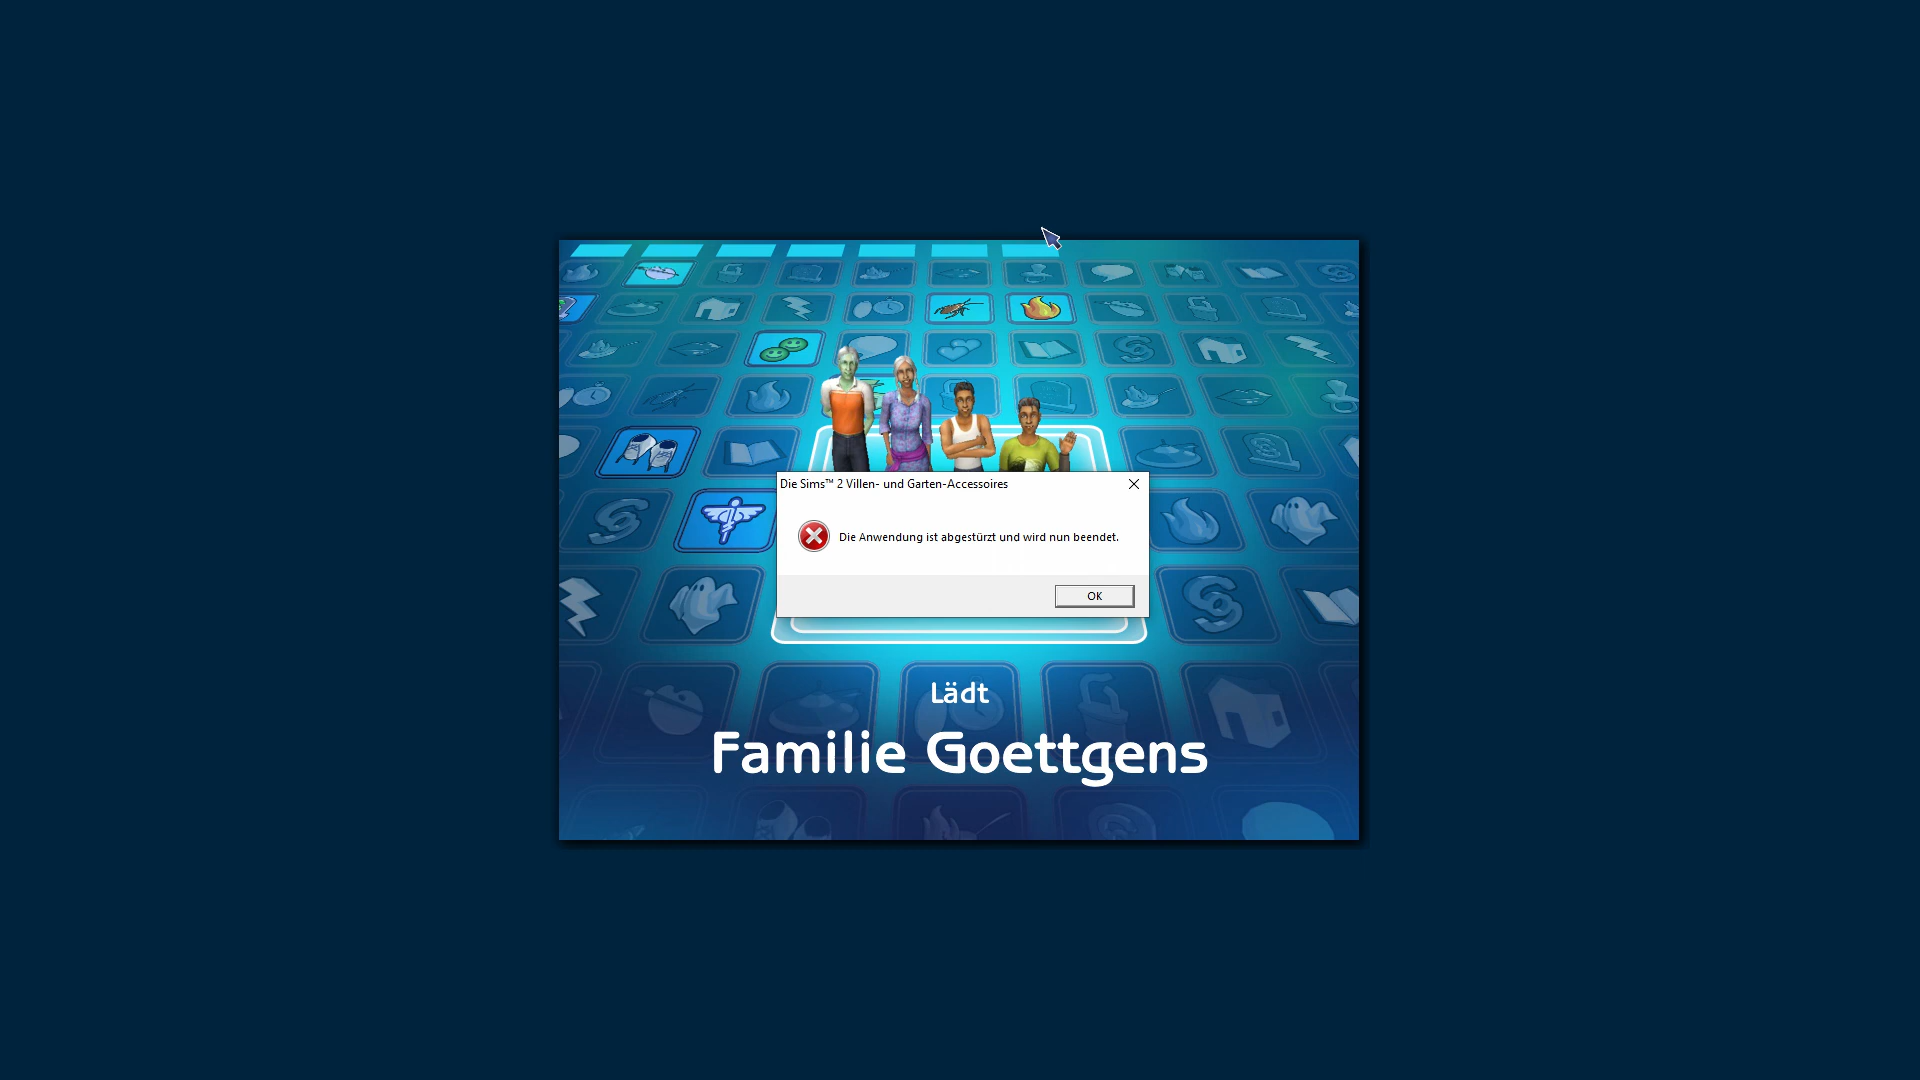 Die Sims™ 2 Villen- und Garten-Accessoires
Die Anwendung ist abgestürzt und wird nun beendet.
OK
Lädt
Familie Goettgens